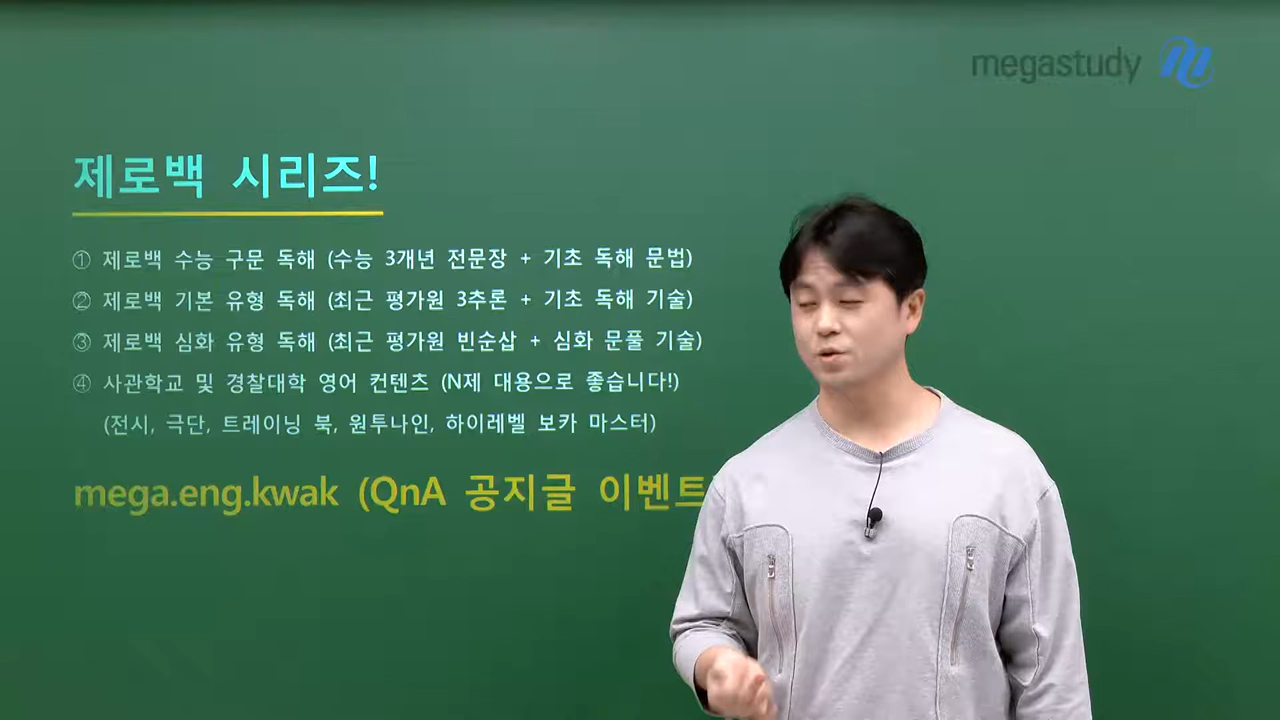 megastudy
제로백 시리즈!
① 제로백 수능 구문 독해 (수능 3개년 전문장 + 기초 독해 문법)
② 제로백 기본 유형 독해 (최근 평가원 3추론 + 기초 독해 기술)
③ 제로백 심화 유형 독해 (최근 평가원 빈순삽 + 심화 문풀 기술)
④ 사관학교 및 경찰대학 영어 컨텐츠 (N제 대용으로 좋습니다!)
(전시, 극단, 트레이닝 북, 원투나인, 하이레벨 보카 마스터)
mega.eng.kwak (QnA 공지글 이벤트